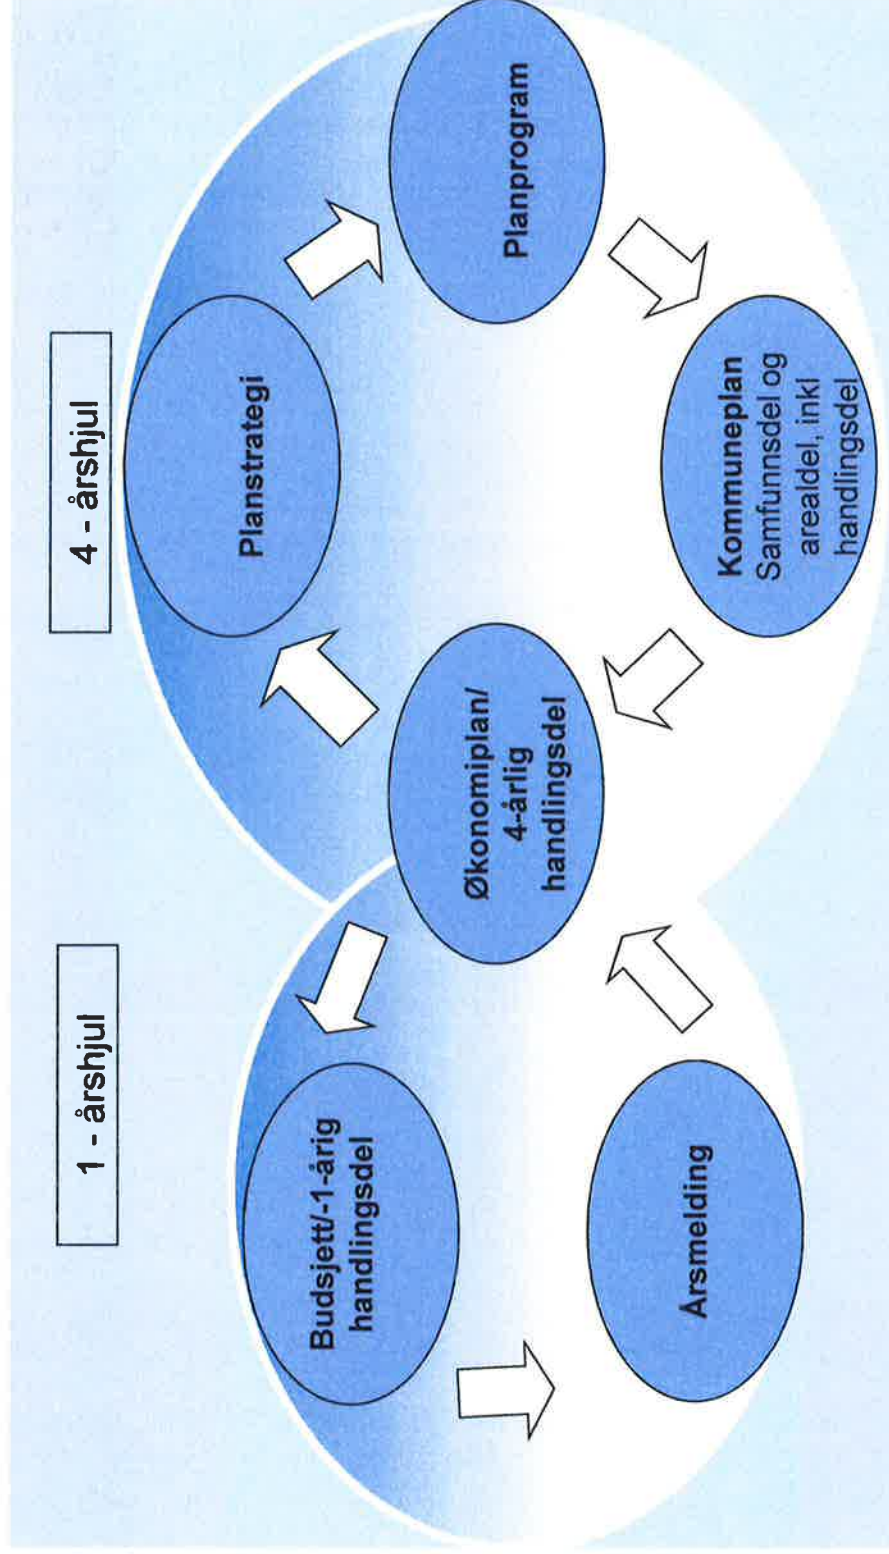 1 - årshjul
4 - årshjul
Budsjett/-1-årig
handlingsdel
Årsmelding
Økonomiplan/
4-årlig
handlingsdel
Planstrategi
Planprogram
Kommuneplan
Samfunnsdel og
arealdel, inkl
handlingsdel